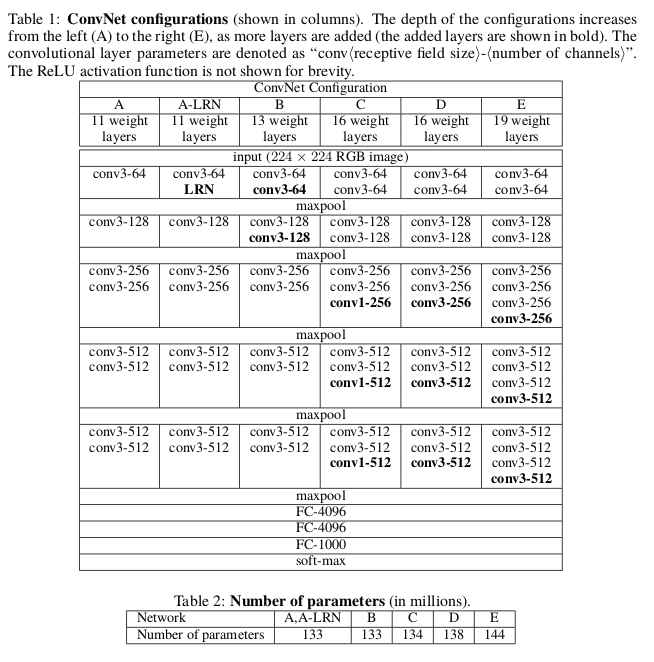 Table 1: ConvNet configurations (shown in columns). The depth of the configurations increases
from the left (A) to the right (E), as more layers are added (the added layers are shown in bold). The
convolutional layer parameters are denoted as “conv⟨receptive field size⟩-⟨number of channels⟩”.
The ReLU activation function is not shown for brevity.
ConvNet Configuration
A A-LRN B C D E
11 weight 11 weight 13 weight 16 weight 16 weight 19 weight
layers layers layers layers layers layers
input (224 × 224 RGB image)
conv3-64 conv3-64 conv3-64 conv3-64 conv3-64 conv3-64
LRN conv3-64 conv3-64 conv3-64 conv3-64
maxpool
conv3-128 conv3-128 conv3-128 conv3-128 conv3-128 conv3-128
conv3-128 conv3-128 conv3-128 conv3-128
maxpool
conv3-256 conv3-256 conv3-256 conv3-256 conv3-256 conv3-256
conv3-256 conv3-256 conv3-256 conv3-256 conv3-256 conv3-256
conv1-256 conv3-256 conv3-256
conv3-256
maxpool
conv3-512 conv3-512 conv3-512 conv3-512 conv3-512 conv3-512
conv3-512 conv3-512 conv3-512 conv3-512 conv3-512 conv3-512
conv1-512 conv3-512 conv3-512
conv3-512
maxpool
conv3-512 conv3-512 conv3-512 conv3-512 conv3-512 conv3-512
conv3-512 conv3-512 conv3-512 conv3-512 conv3-512 conv3-512
conv1-512 conv3-512 conv3-512
conv3-512
maxpool
FC-4096
FC-4096
FC-1000
soft-max
Table 2: Number of parameters (in millions).
Network A,A-LRN B C D E
Number of parameters 133 133 134 138 144